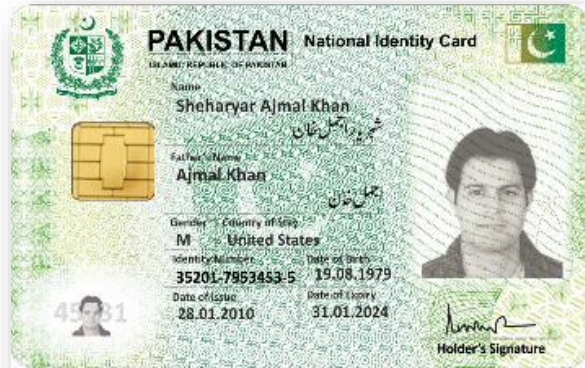 PAKISTAN National Identity Card
ISLAMIC REPUBLIC OF PAKISTAN
Name
Sheharyar Ajmal Khan
شہریار اجمل خان
Father's Name
Ajmal Khan
اجمل خان
Gender Country of Stay
M United States
Identity Number Date of Birth
35201-7953453-5 19.08.1979
Date of Issue Date of Expiry
28.01.2010 31.01.2024
Holder's Signature